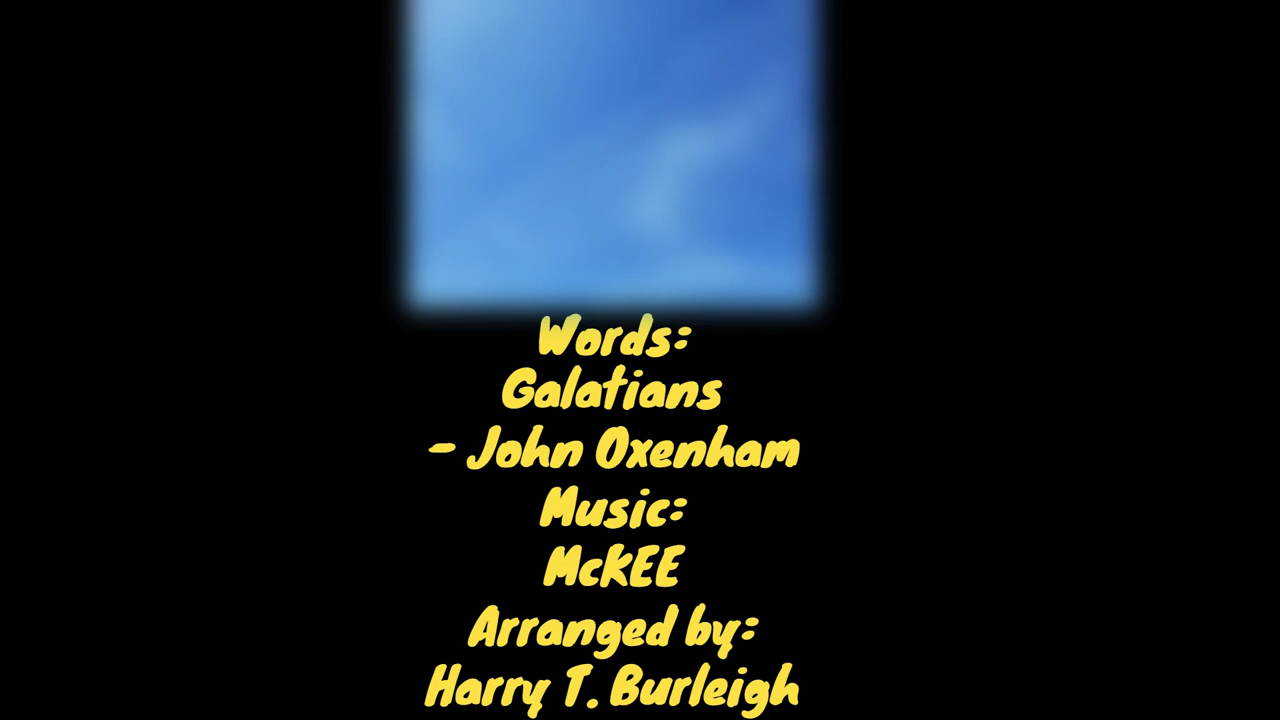 Words:
Galatians
- John Oxenham
Music:
McKEE
Arranged by:
Harry T. Burleigh